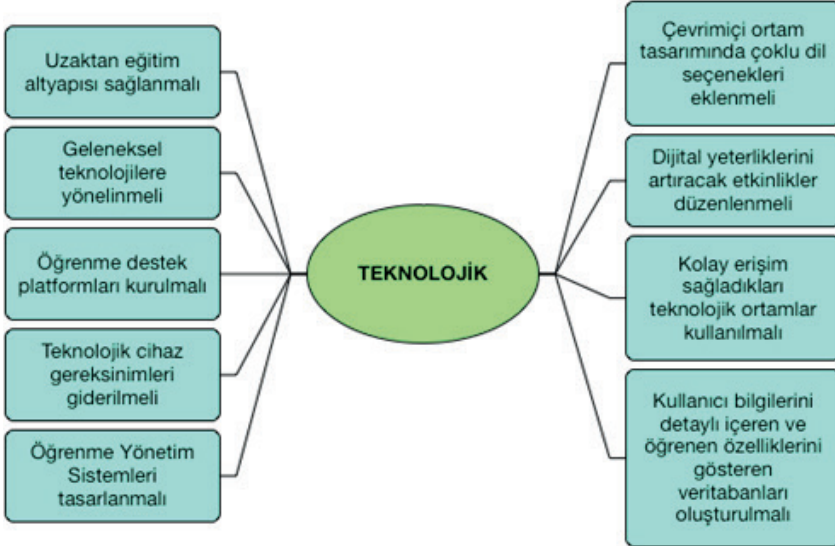 Uzaktan eğitim
altyapısı sağlanmalı
Geleneksel
teknolojilere
yönelinmeli
Öğrenme destek
platformları kurulmalı
Teknolojik cihaz
gereksinimleri
giderilmeli
Öğrenme Yönetim
Sistemleri
tasarlanmalı
TEKNOLOJİK
Çevrimiçi ortam
tasarımında çoklu dil
seçenekleri
eklenmeli
Dijital yeterliklerini
artıracak etkinlikler
düzenlenmeli
Kolay erişim
sağladıkları
teknolojik ortamlar
kullanılmalı
Kullanıcı bilgilerini
detaylı içeren ve
öğrenen özelliklerini
gösteren
veritabanları
oluşturulmalı